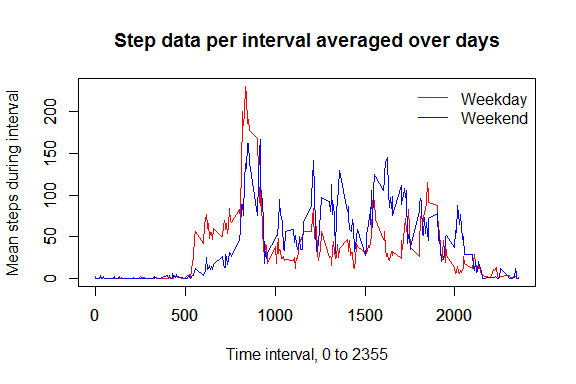 Step data per interval averaged over days
Mean steps during interval
200
150
100
50
0
Weekday
Weekend
0 500 1000 1500 2000
Time interval, 0 to 2355